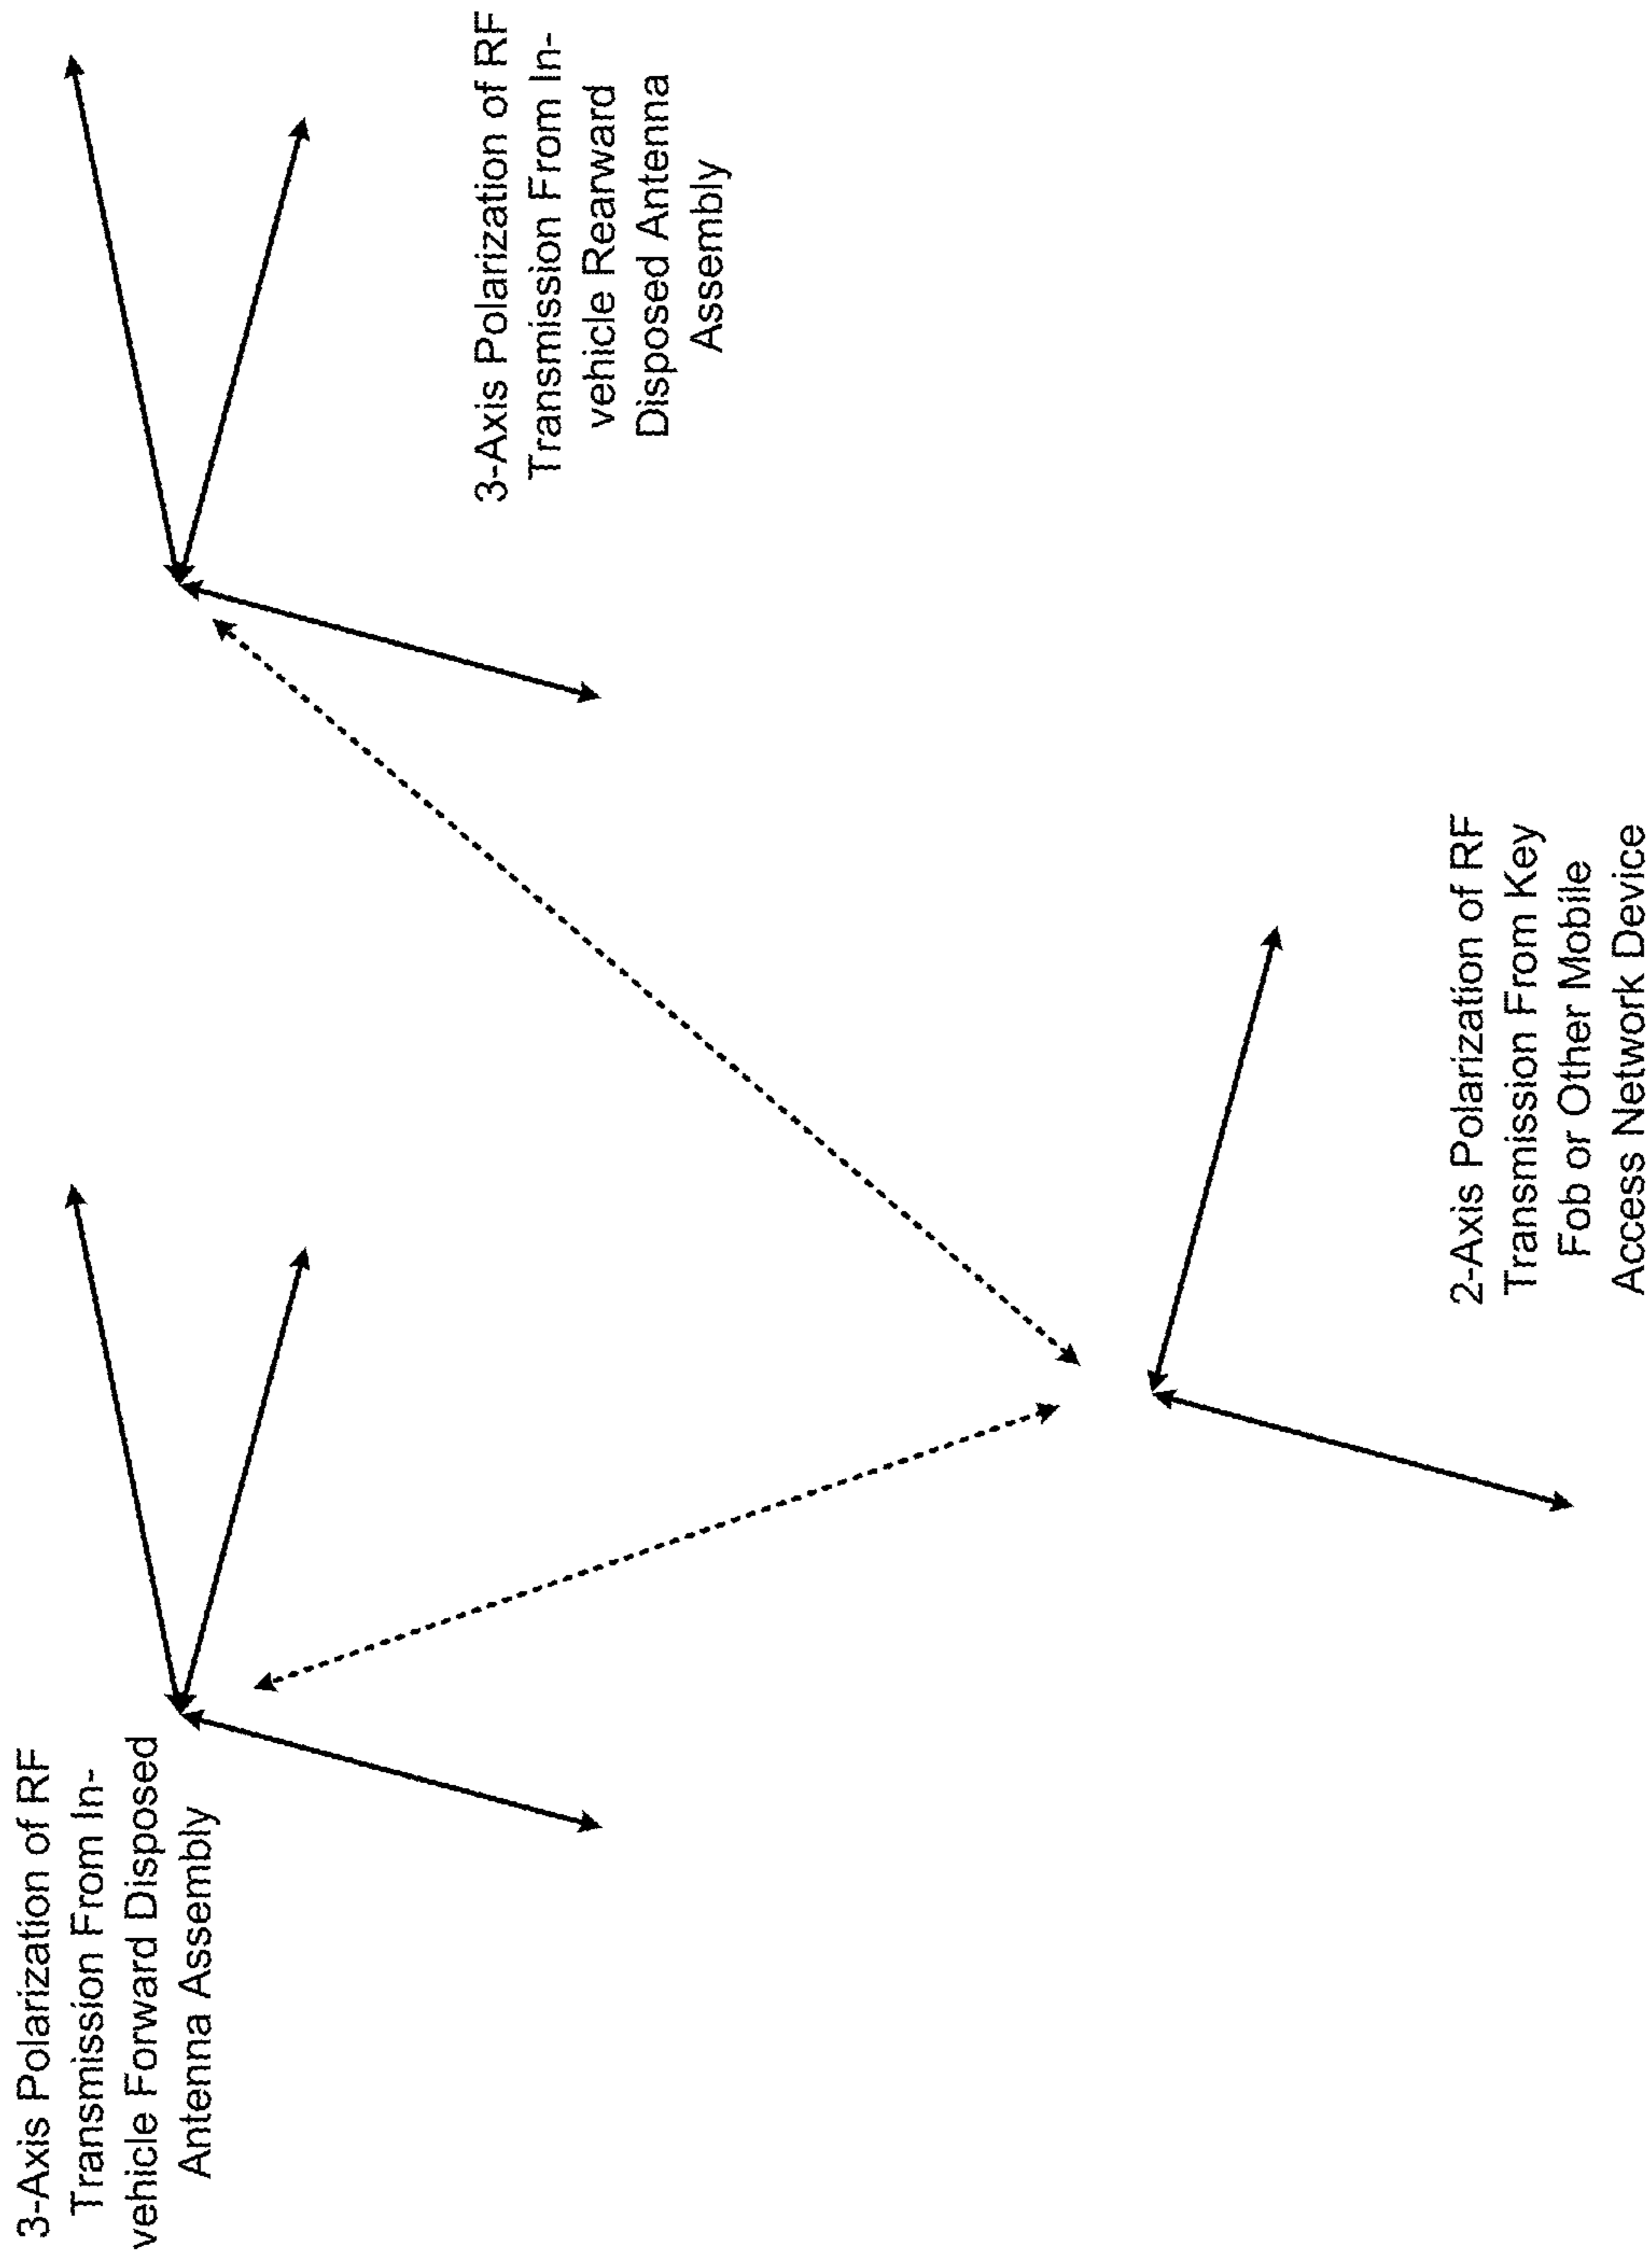 3-Axis Polarization of RF
Transmission From In-
vehicle Forward Disposed
Antenna Assembly
3-Axis Polarization of RF
Transmission From In-
vehicle Rearward
Disposed Antenna
Assembly
2-Axis Polarization of RF
Transmission From Key
Fob or Other Mobile
Access Network Device